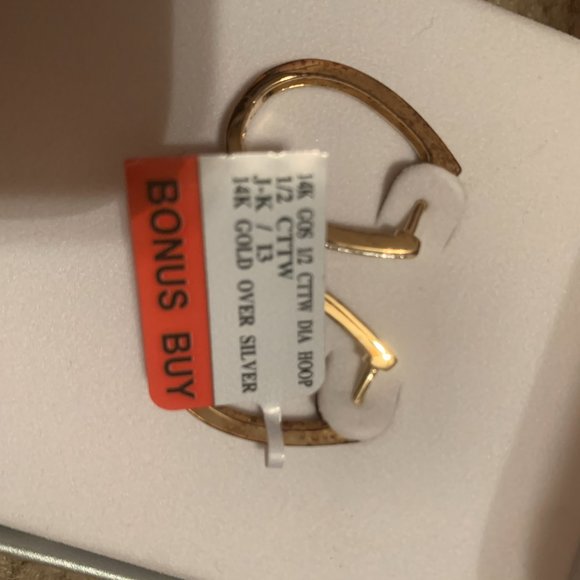 14K GOS 1/2 CTTW DIA HOOP
1/2 CTTW
J-K / I3
14K GOLD OVER SILVER
BONUS BUY